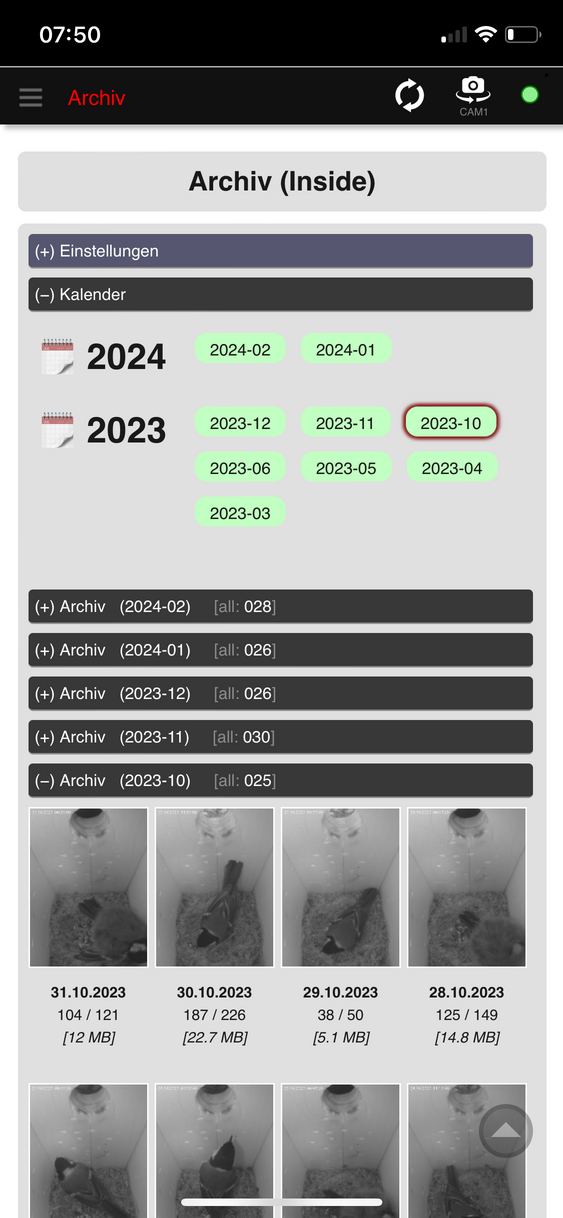 07:50
Archiv
CAM1
Archiv (Inside)
(+) Einstellungen
(−) Kalender
2024 2024-02 2024-01
2023 2023-12 2023-11 2023-10
2023-06 2023-05 2023-04
2023-03
(+) Archiv (2024-02) [all: 028]
(+) Archiv (2024-01) [all: 026]
(+) Archiv (2023-12) [all: 026]
(+) Archiv (2023-11) [all: 030]
(−) Archiv (2023-10) [all: 025]
31.10.2023 30.10.2023 29.10.2023 28.10.2023
104 / 121 187 / 226 38 / 50 125 / 149
[12 MB] [22.7 MB] [5.1 MB] [14.8 MB]